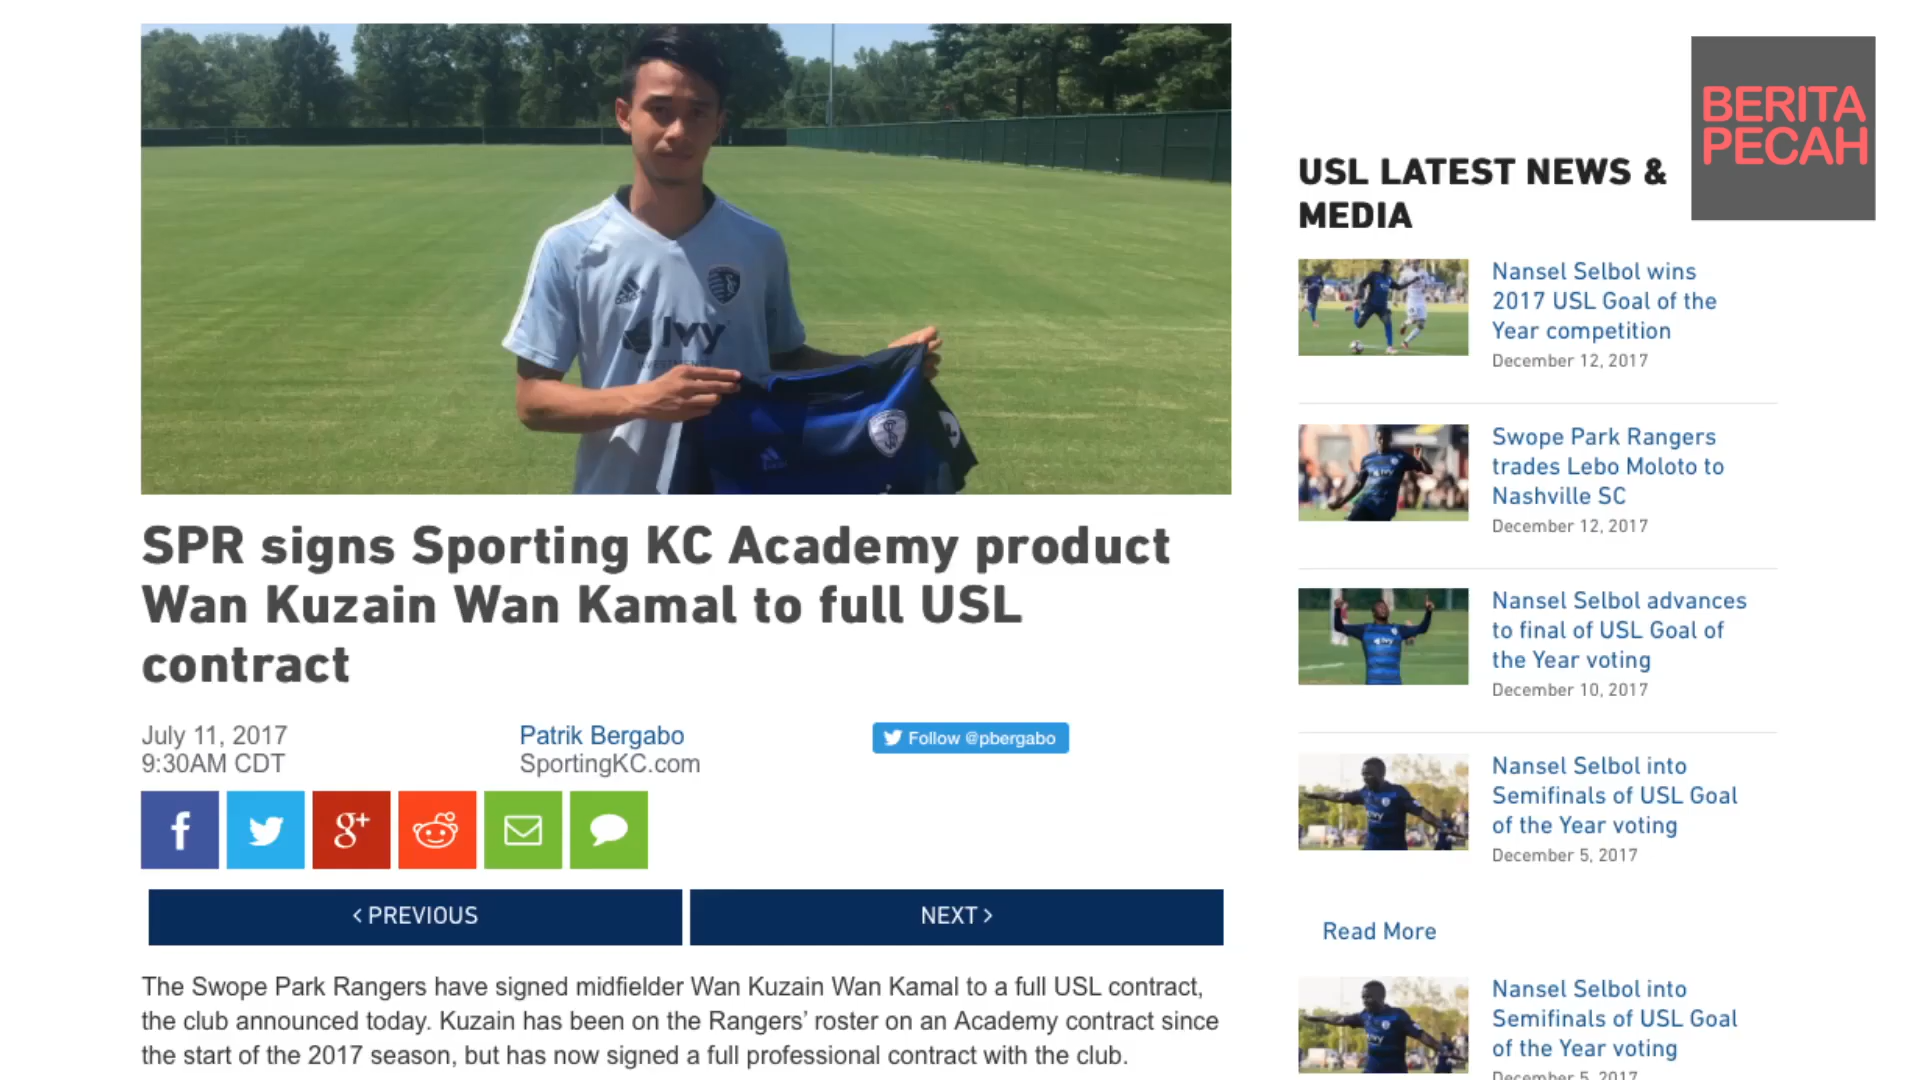 BERITA
PECAH
adidas
Ivy
SPR signs Sporting KC Academy product
Wan Kuzain Wan Kamal to full USL
contract
July 11, 2017
9:30AM CDT
Patrik Bergabo
SportingKC.com
Follow @pbergabo
< PREVIOUS
NEXT >
The Swope Park Rangers have signed midfielder Wan Kuzain Wan Kamal to a full USL contract,
the club announced today. Kuzain has been on the Rangers’ roster on an Academy contract since
the start of the 2017 season, but has now signed a full professional contract with the club.
USL LATEST NEWS &
MEDIA
Nansel Selbol wins
2017 USL Goal of the
Year competition
December 12, 2017
Swope Park Rangers
trades Lebo Moloto to
Nashville SC
December 12, 2017
Nansel Selbol advances
to final of USL Goal of
the Year voting
December 10, 2017
Nansel Selbol into
Semifinals of USL Goal
of the Year voting
December 5, 2017
Read More
Nansel Selbol into
Semifinals of USL Goal
of the Year voting
December 5, 2017